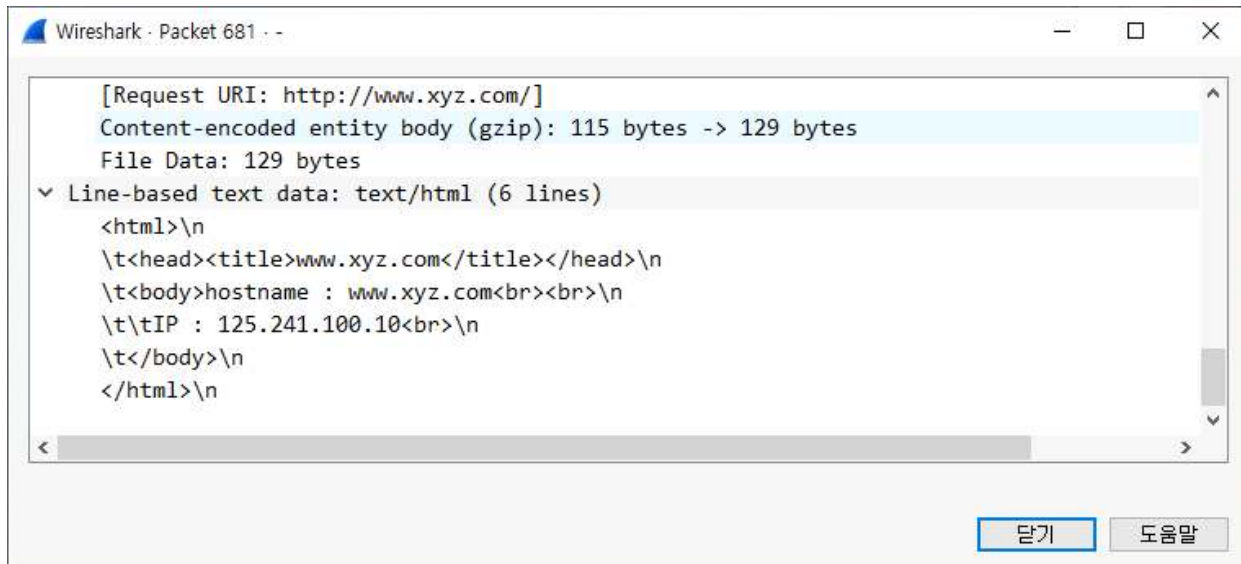 Wireshark · Packet 681 · -
[Request URI: http://www.xyz.com/]
Content-encoded entity body (gzip): 115 bytes -> 129 bytes
File Data: 129 bytes
Line-based text data: text/html (6 lines)
<html>\n
\t<head><title>www.xyz.com</title></head>\n
\t<body>hostname : www.xyz.com<br><br>\n
\t\tIP : 125.241.100.10<br>\n
\t</body>\n
</html>\n
닫기 도움말